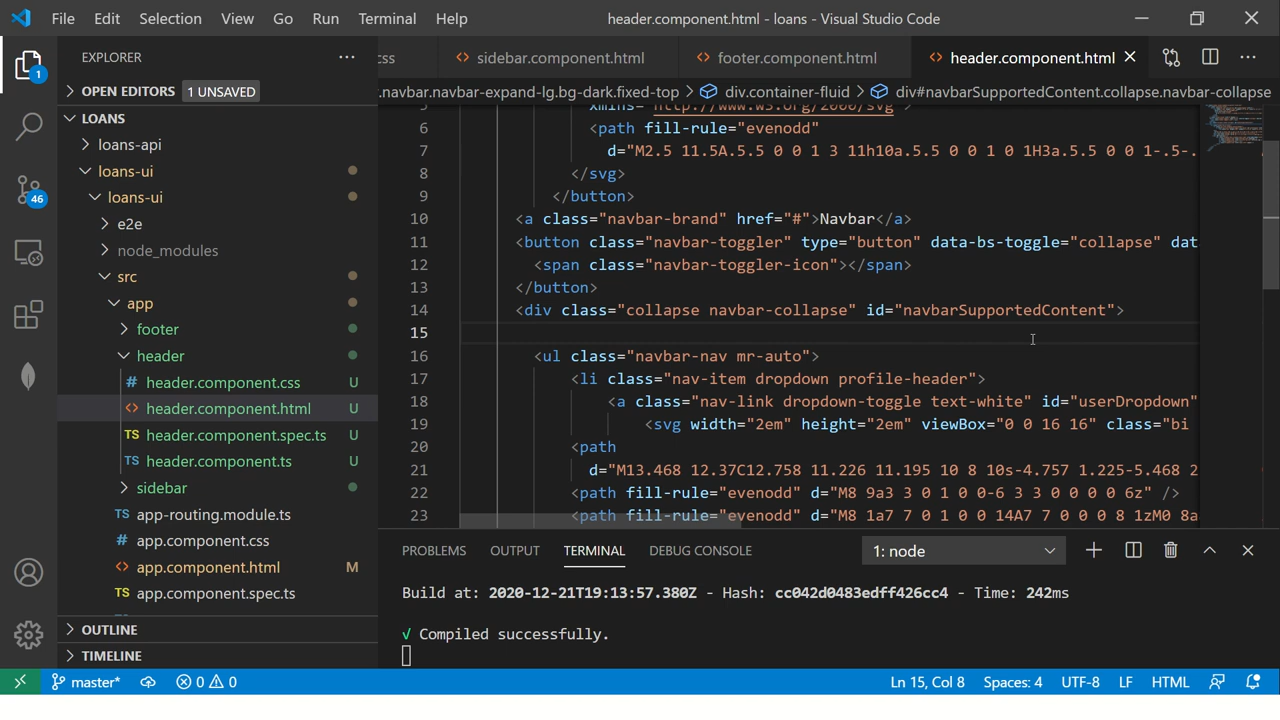 File Edit Selection View Go Run Terminal Help header.component.html - loans - Visual Studio Code
EXPLORER
css sidebar.component.html footer.component.html header.component.html
OPEN EDITORS 1 UNSAVED
.navbar.navbar-expand-lg.bg-dark.fixed-top > div.container-fluid > div#navbarSupportedContent.collapse.navbar-collapse
LOANS
loans-api
loans-ui
loans-ui
e2e
node_modules
src
app
footer
header
header.component.css U
header.component.html U
header.component.spec.ts U
header.component.ts U
sidebar
app-routing.module.ts
app.component.css
app.component.html M
app.component.spec.ts
OUTLINE
TIMELINE
1
46
5 xmlns="http://www.w3.org/2000/svg">
6 <path fill-rule="evenodd"
7 d="M2.5 11.5A.5.5 0 0 1 3 11h10a.5.5 0 0 1 0 1H3a.5.5 0 0 1-.5-.
8 </svg>
9 </button>
10 <a class="navbar-brand" href="#">Navbar</a>
11 <button class="navbar-toggler" type="button" data-bs-toggle="collapse" dat
12 <span class="navbar-toggler-icon"></span>
13 </button>
14 <div class="collapse navbar-collapse" id="navbarSupportedContent">
15
16 <ul class="navbar-nav mr-auto">
17 <li class="nav-item dropdown profile-header">
18 <a class="nav-link dropdown-toggle text-white" id="userDropdown"
19 <svg width="2em" height="2em" viewBox="0 0 16 16" class="bi
20 <path
21 d="M13.468 12.37C12.758 11.226 11.195 10 8 10s-4.757 1.225-5.468 2
22 <path fill-rule="evenodd" d="M8 9a3 3 0 1 0 0-6 3 3 0 0 0 0 6z" />
23 <path fill-rule="evenodd" d="M8 1a7 7 0 1 0 0 14A7 7 0 0 0 8 1zM0 8a
PROBLEMS OUTPUT TERMINAL DEBUG CONSOLE 1: node
Build at: 2020-12-21T19:13:57.380Z - Hash: cc042d0483edff426cc4 - Time: 242ms
√ Compiled successfully.
master* 0 0 Ln 15, Col 8 Spaces: 4 UTF-8 LF HTML